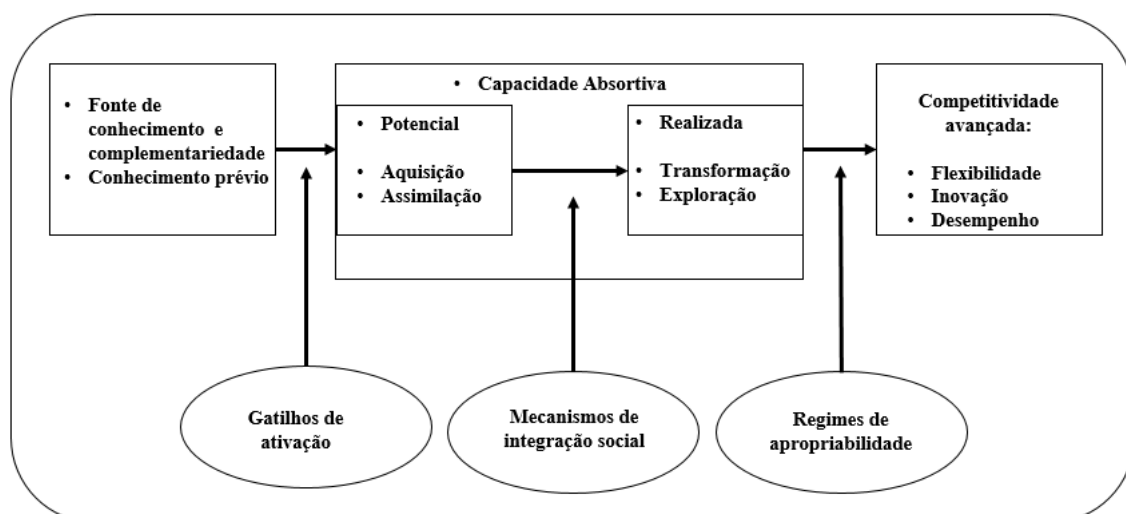 • Fonte de
conhecimento e
complementariedade
• Conhecimento prévio
• Capacidade Absortiva
• Potencial
• Aquisição
• Assimilação
• Realizada
• Transformação
• Exploração
Competitividade
avançada:
• Flexibilidade
• Inovação
• Desempenho
Gatilhos de
ativação
Mecanismos de
integração social
Regimes de
apropriabilidade